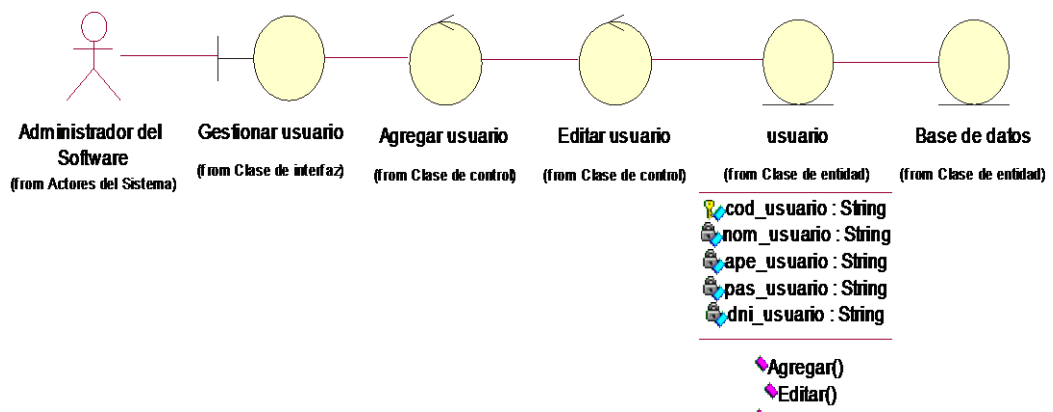 Administrador del
Software
(from Actores del Sistema)
Gestionar usuario
(from Clase de interfaz)
Agregar usuario
(from Clase de control)
Editar usuario
(from Clase de control)
usuario
(from Clase de entidad)
Base de datos
(from Clase de entidad)
cod_usuario : String
nom_usuario : String
ape_usuario : String
pas_usuario : String
dni_usuario : String
Agregar()
Editar()